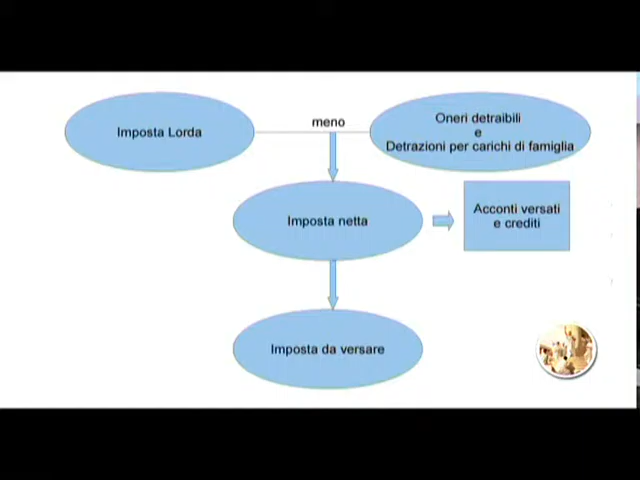 Imposta Lorda
meno
Oneri detraibili
e
Detrazioni per carichi di famiglia
Imposta netta
Acconti versati
e crediti
Imposta da versare